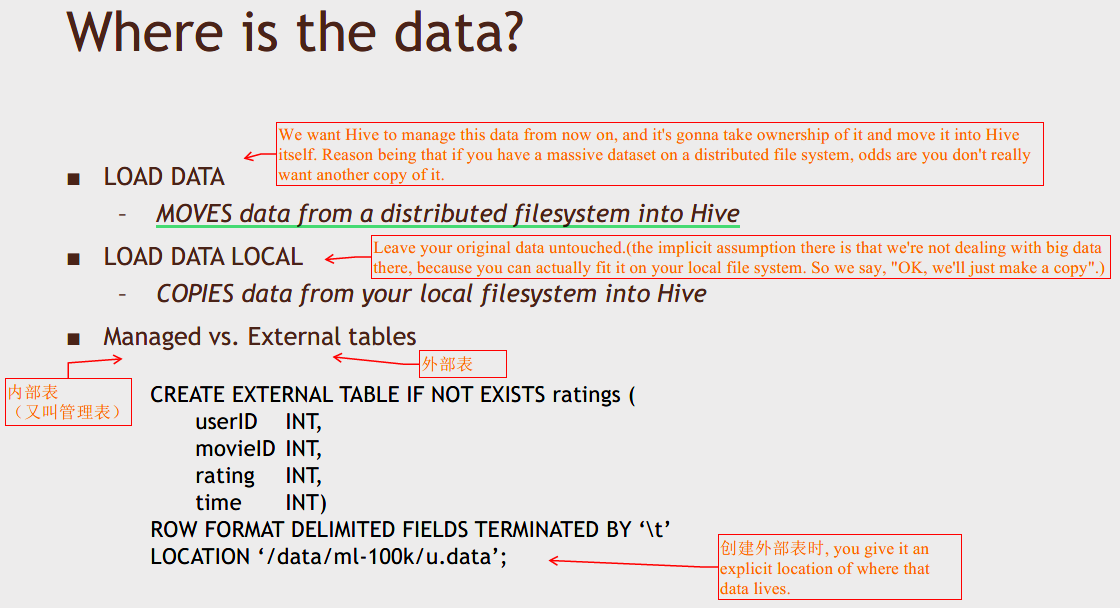 Where is the data?
We want Hive to manage this data from now on, and it's gonna take ownership of it and move it into Hive
itself. Reason being that if you have a massive dataset on a distributed file system, odds are you don't really
want another copy of it.
■ LOAD DATA
– MOVES data from a distributed filesystem into Hive
■ LOAD DATA LOCAL
Leave your original data untouched.(the implicit assumption there is that we're not dealing with big data
there, because you can actually fit it on your local file system. So we say, "OK, we'll just make a copy".)
– COPIES data from your local filesystem into Hive
■ Managed vs. External tables
外部表
内部表
（又叫管理表）
CREATE EXTERNAL TABLE IF NOT EXISTS ratings (
userID INT,
movieID INT,
rating INT,
time INT)
ROW FORMAT DELIMITED FIELDS TERMINATED BY ‘\t’
LOCATION ‘/data/ml-100k/u.data’;
创建外部表时, you give it an
explicit location of where that
data lives.